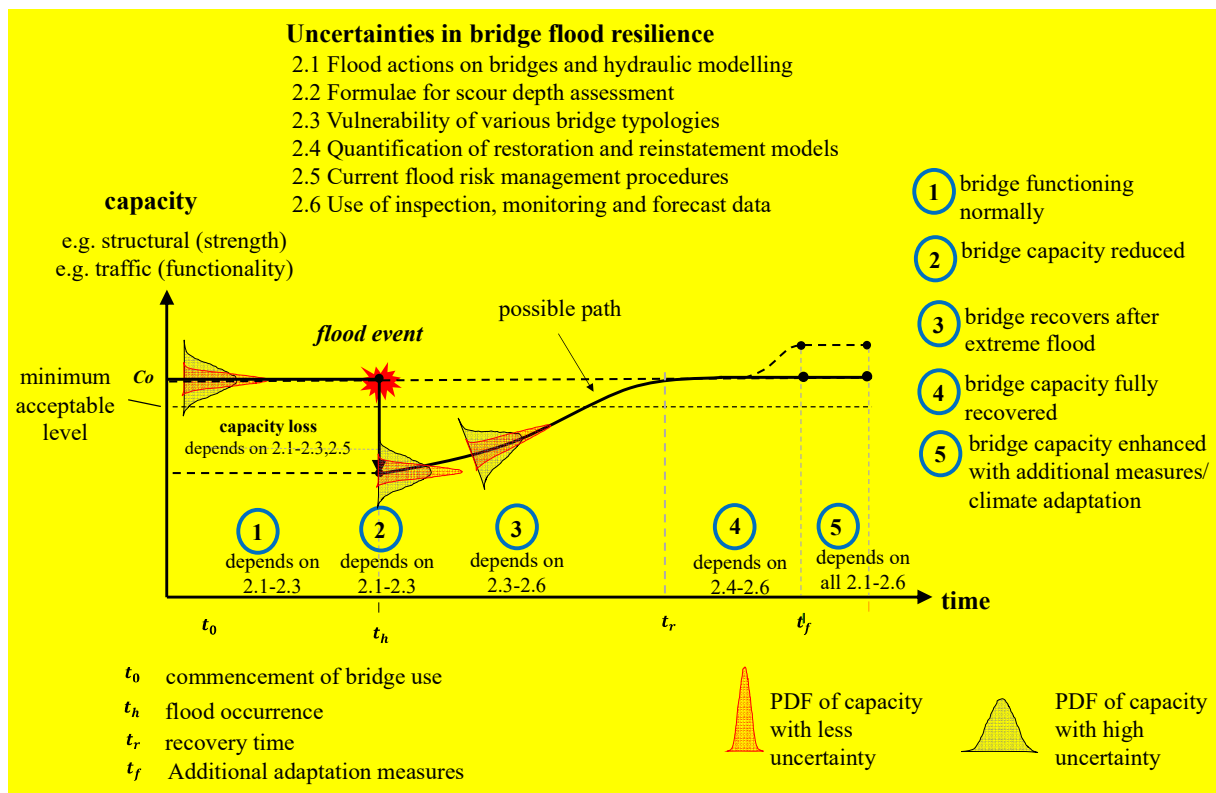 Uncertainties in bridge flood resilience
2.1 Flood actions on bridges and hydraulic modelling
2.2 Formulae for scour depth assessment
2.3 Vulnerability of various bridge typologies
2.4 Quantification of restoration and reinstatement models
2.5 Current flood risk management procedures
2.6 Use of inspection, monitoring and forecast data
capacity
e.g. structural (strength)
e.g. traffic (functionality)
1 bridge functioning
normally
2 bridge capacity reduced
3 bridge recovers after
extreme flood
4 bridge capacity fully
recovered
5 bridge capacity enhanced
with additional measures/
climate adaptation
possible path
flood event
minimum
acceptable
level
Co
capacity loss
depends on 2.1-2.3,2.5
1
depends on
2.1-2.3
2
depends on
2.1-2.3
3
depends on
2.3-2.6
4
depends on
2.4-2.6
5
depends on
all 2.1-2.6
time
t0
th
tr
tf
t0 commencement of bridge use
th flood occurrence
tr recovery time
tf Additional adaptation measures
PDF of capacity
with less
uncertainty
PDF of capacity
with high
uncertainty